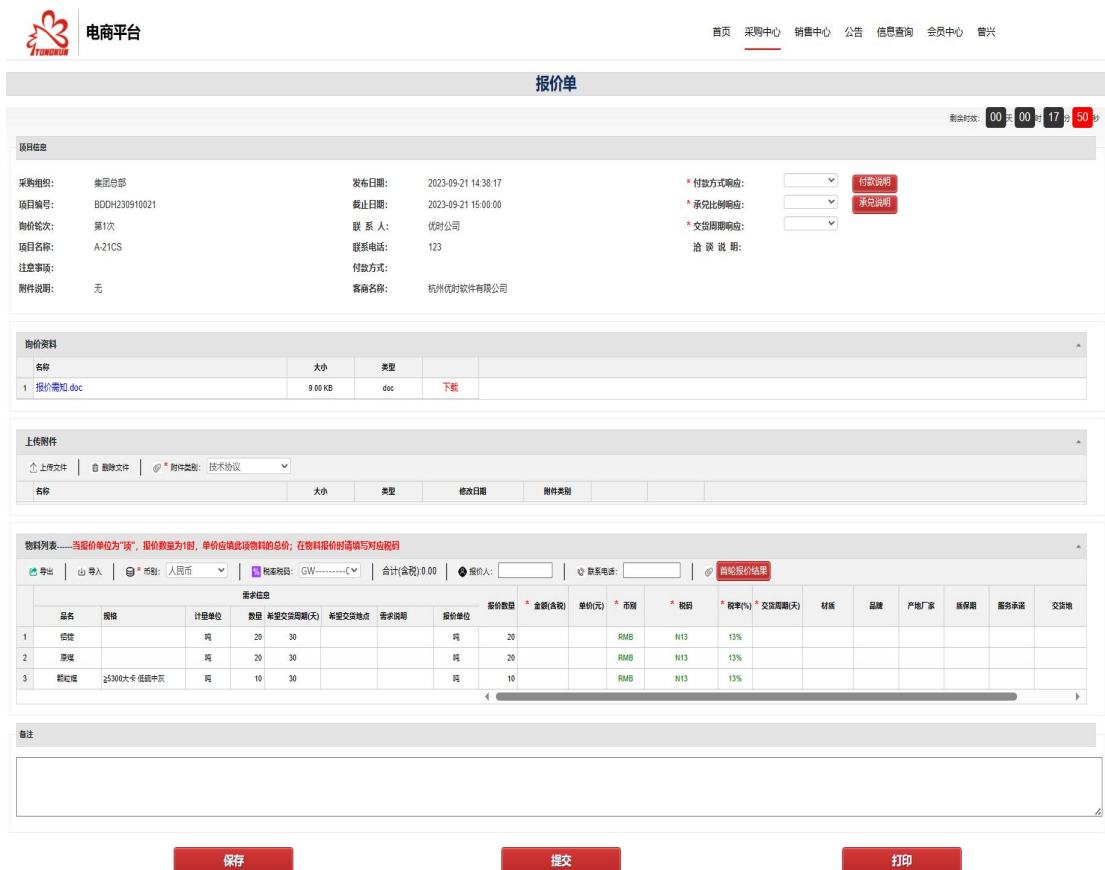 TONGKUN 电商平台 首页 采购中心 销售中心 公告 信息查询 会员中心 曾兴
报价单
剩余时效: 00 天 00 时 17 分 50 秒
项目信息
采购组织: 集团总部 发布日期: 2023-09-21 14:38:17 * 付款方式响应: 付款说明
项目编号: BDDH230910021 截止日期: 2023-09-21 15:00:00 * 承兑比例响应: 承兑说明
询价轮次: 第1次 联 系 人: 优时公司 * 交货周期响应:
项目名称: A-21CS 联系电话: 123 洽 谈 说 明:
注意事项: 付款方式:
附件说明: 无 客商名称: 杭州优时软件有限公司
询价资料
名称 大小 类型
1 报价需知.doc 9.00 KB doc 下载
上传附件
上传文件 删除文件 * 附件类别: 技术协议
名称 大小 类型 修改日期 附件类别
物料列表------当报价单位为"项", 报价数量为1时, 单价应填此项物料的总价; 在物料报价时请填写对应税码
导出 导入 * 币别: 人民币 % 税率税码: GW---------( 合计(含税):0.00 报价人: 联系电话: 首轮报价结果
需求信息
品名 规格 计量单位 数量 希望交货周期(天) 希望交货地点 需求说明 报价单位 报价数量 * 金额(含税) 单价(元) * 币别 * 税码 * 税率(%) * 交货周期(天) 材质 品牌 产地厂家 质保期 服务承诺 交货地
1 铅锭 吨 20 30 吨 20 RMB N13 13%
2 原煤 吨 20 30 吨 20 RMB N13 13%
3 颗粒煤 ≥5300大卡 低硫中灰 吨 10 30 吨 10 RMB N13 13%
备注
保存 提交 打印